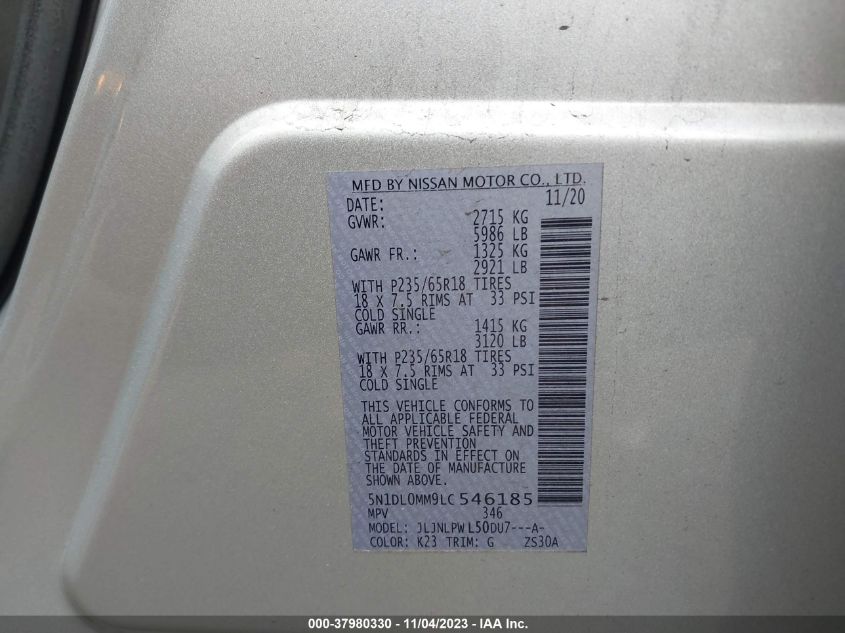 MFD BY NISSAN MOTOR CO., LTD.
DATE: 11/20
GVWR: 2715 KG
5986 LB
GAWR FR.: 1325 KG
2921 LB
WITH P235/65R18 TIRES
18 X 7.5 RIMS AT 33 PSI
COLD SINGLE
GAWR RR.: 1415 KG
3120 LB
WITH P235/65R18 TIRES
18 X 7.5 RIMS AT 33 PSI
COLD SINGLE
THIS VEHICLE CONFORMS TO
ALL APPLICABLE FEDERAL
MOTOR VEHICLE SAFETY AND
THEFT PREVENTION
STANDARDS IN EFFECT ON
THE DATE OF MANUFACTURE
SHOWN ABOVE.
5N1DL0MM9LC 546185
MPV 346
MODEL: JLJNLPW L50DU7---A-
COLOR: K23 TRIM: G ZS30A
000-37980330 - 11/04/2023 - IAA Inc.